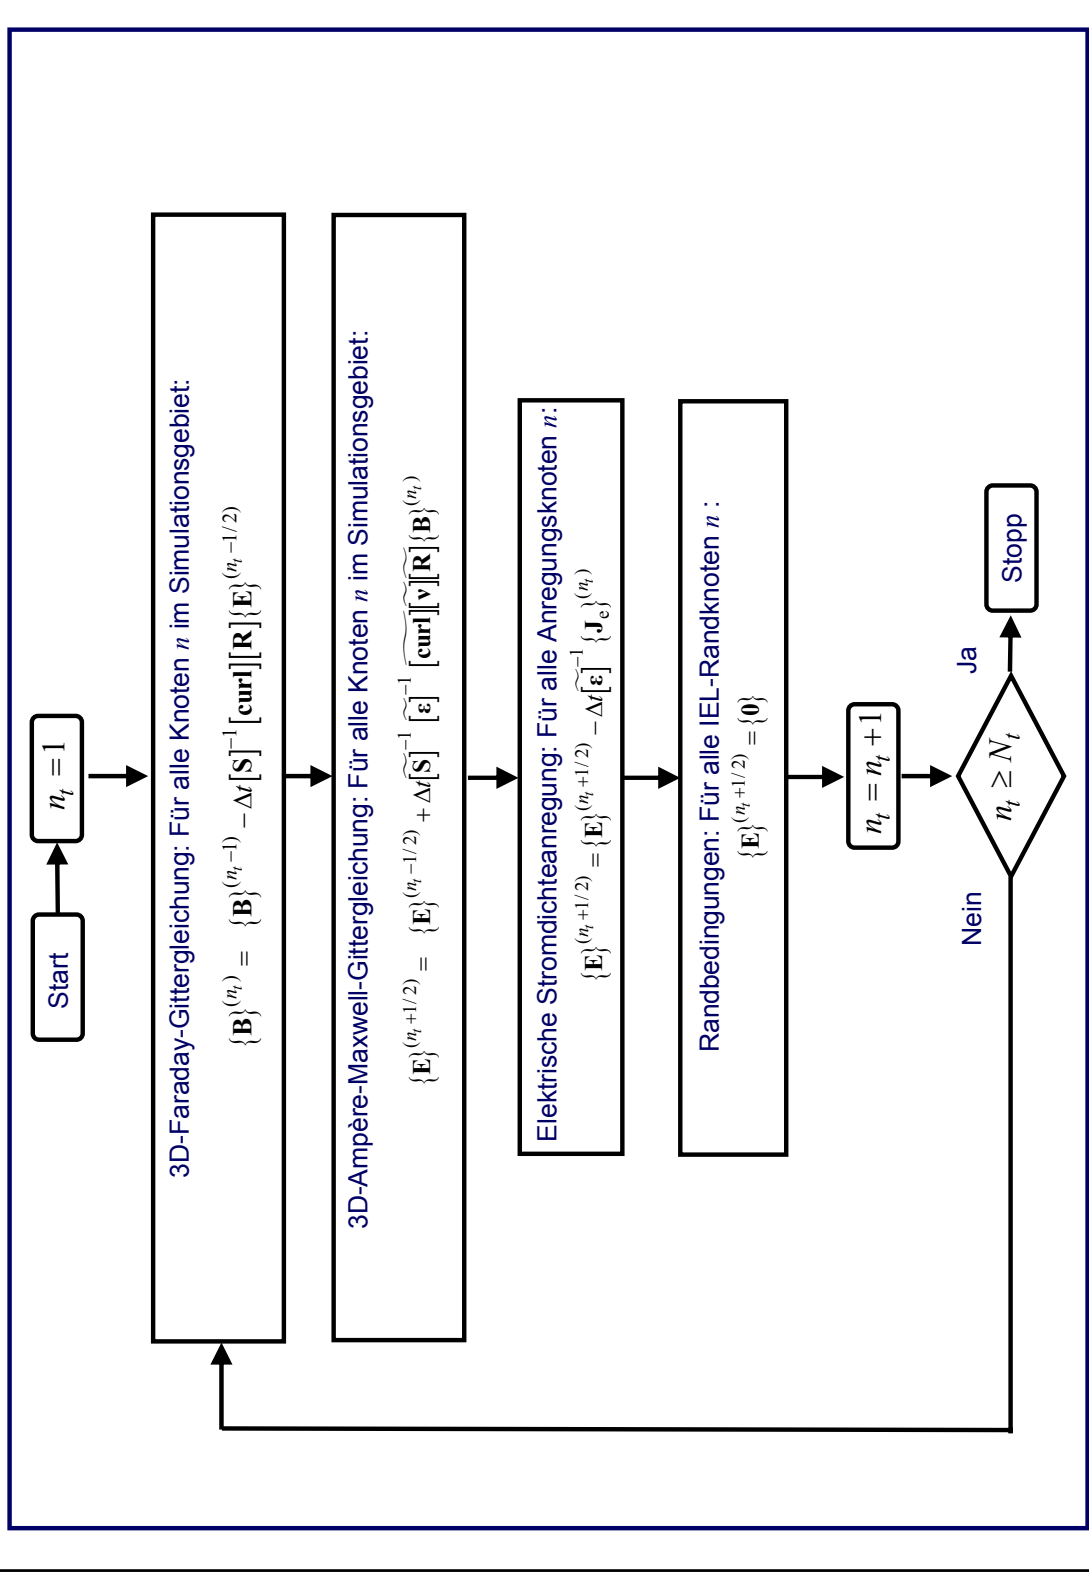 Start
n_t = 1
3D-Faraday-Gittergleichung: Für alle Knoten n im Simulationsgebiet:
{B}^(n_t) = {B}^(n_t−1) − Δt [S]^−1 [curl][R]{E}^(n_t−1/2)
3D-Ampère-Maxwell-Gittergleichung: Für alle Knoten n im Simulationsgebiet:
{E}^(n_t+1/2) = {E}^(n_t−1/2) + Δt [S̃]^−1 [ε̃]^−1 [c͠url][ṽ][R̃]{B}^(n_t)
Elektrische Stromdichteanregung: Für alle Anregungsknoten n:
{E}^(n_t+1/2) = {E}^(n_t+1/2) − Δt [ε̃]^−1 {J_e}^(n_t)
Randbedingungen: Für alle IEL-Randknoten n :
{E}^(n_t+1/2) = {0}
n_t = n_t + 1
n_t ≥ N_t
Nein
Ja
Stopp